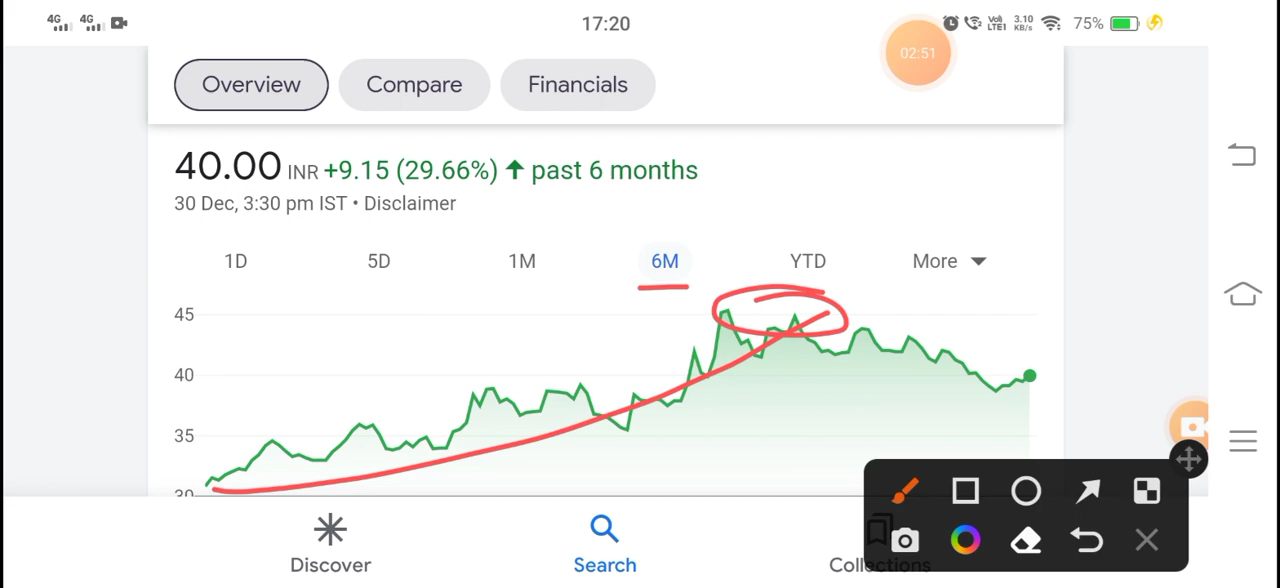 4G 4G 17:20 Vol) LTE1 3.10 KB/s 75%
02:51
Overview Compare Financials
40.00 INR +9.15 (29.66%) ↑ past 6 months
30 Dec, 3:30 pm IST • Disclaimer
1D 5D 1M 6M YTD More
45
40
35
30
Discover Search Collections